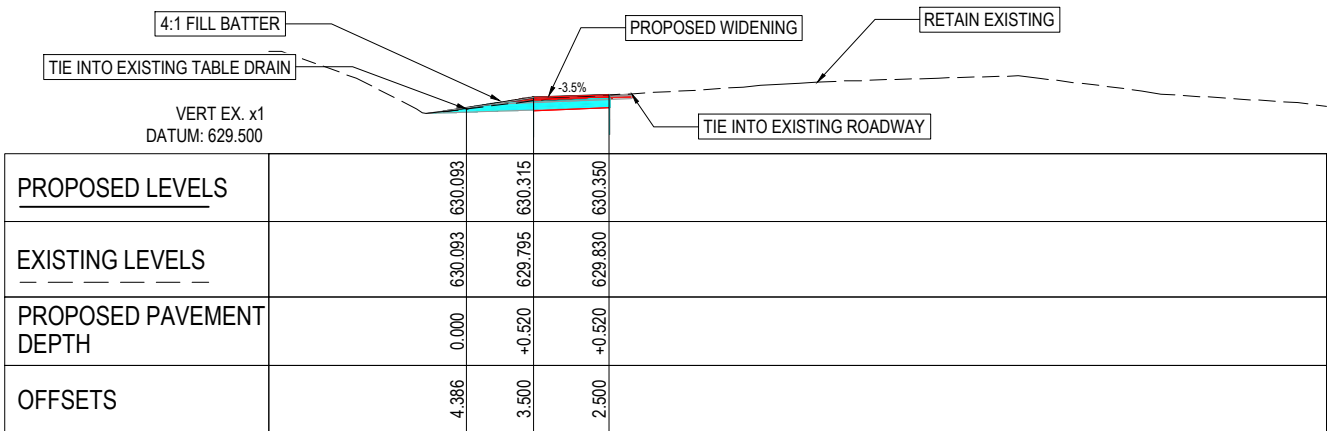 4:1 FILL BATTER
PROPOSED WIDENING
RETAIN EXISTING
TIE INTO EXISTING TABLE DRAIN
-3.5%
VERT EX. x1
DATUM: 629.500
TIE INTO EXISTING ROADWAY
PROPOSED LEVELS
630.093
630.315
630.350
EXISTING LEVELS
630.093
629.795
629.830
PROPOSED PAVEMENT
DEPTH
0.000
+0.520
+0.520
OFFSETS
4.386
3.500
2.500